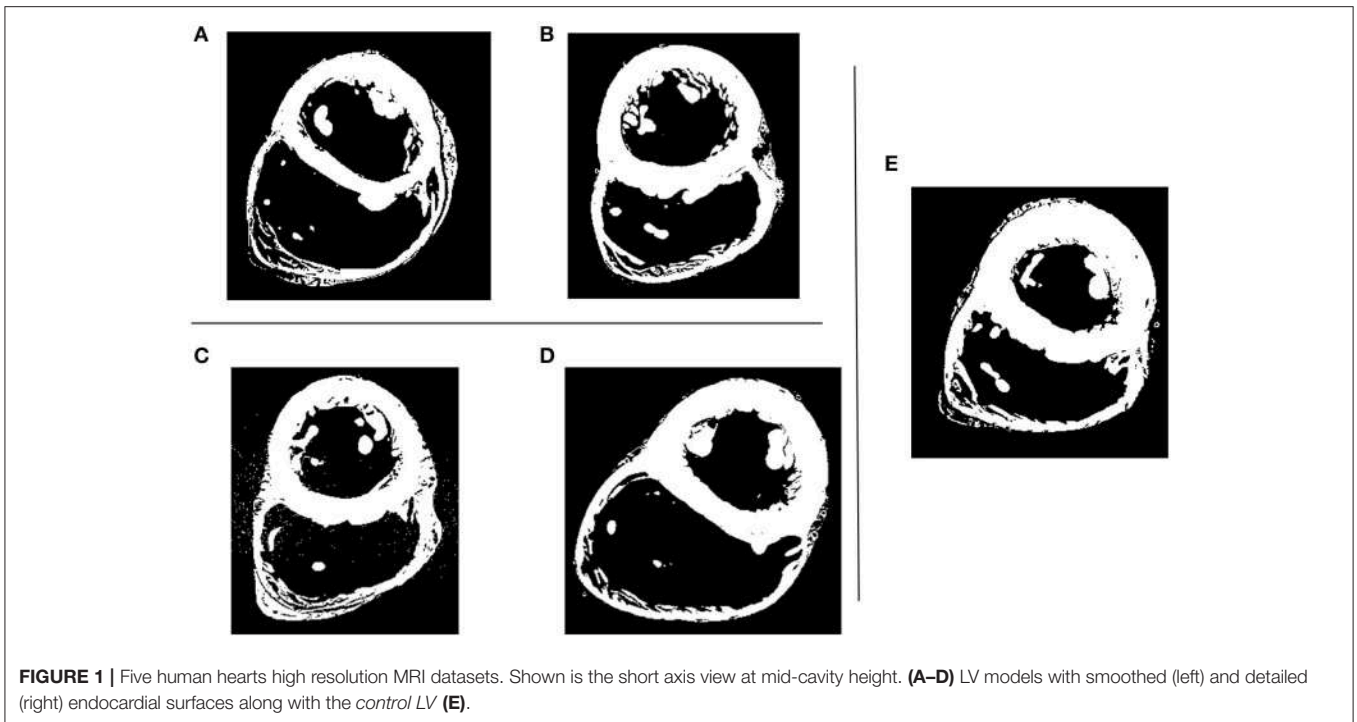 A
B
E
C
D
FIGURE 1 | Five human hearts high resolution MRI datasets. Shown is the short axis view at mid-cavity height. (A–D) LV models with smoothed (left) and detailed
(right) endocardial surfaces along with the control LV (E).